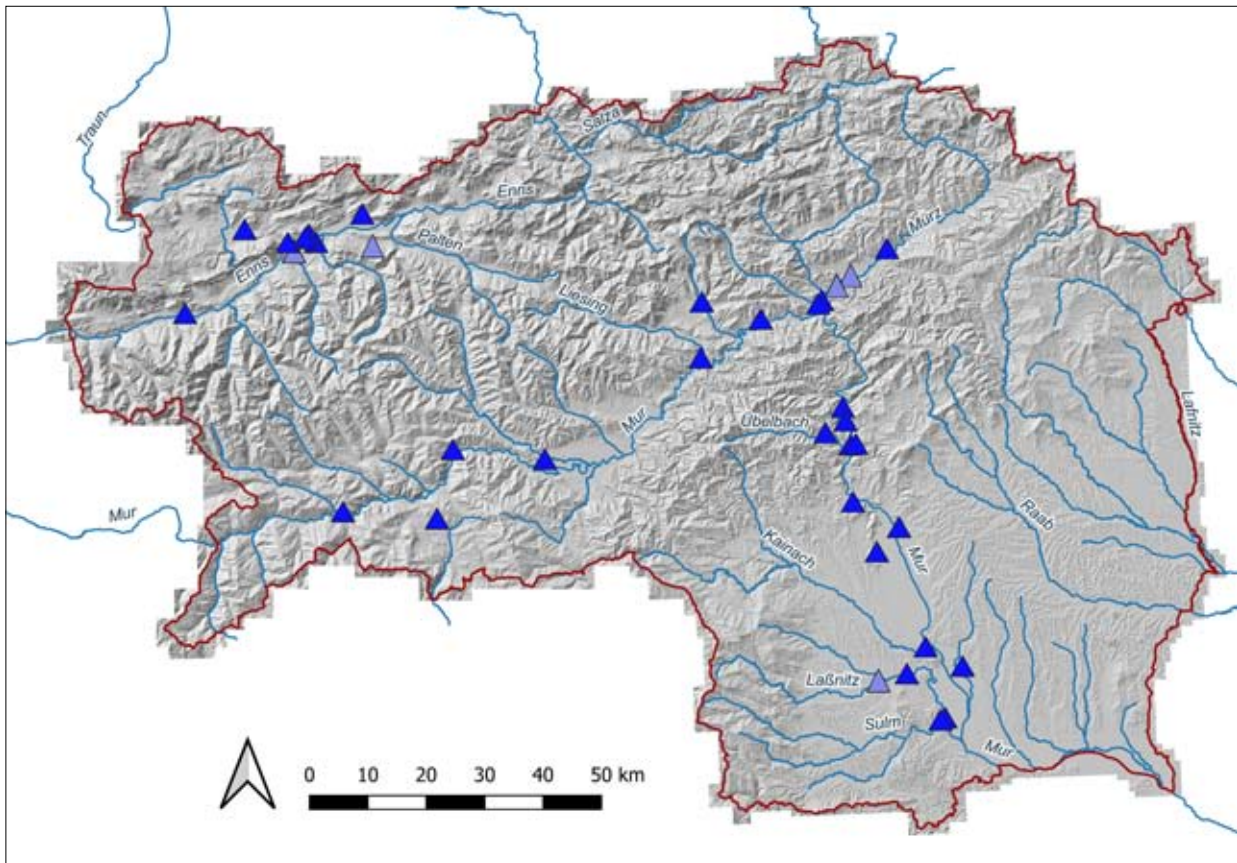 Traun
Salza
Enns
Mürz
Palten
Enns
Liesing
Mur
Übelbach
Lafnitz
Mur
Raab
Kainach
Mur
Laßnitz
Sulm
Mur
0 10 20 30 40 50 km